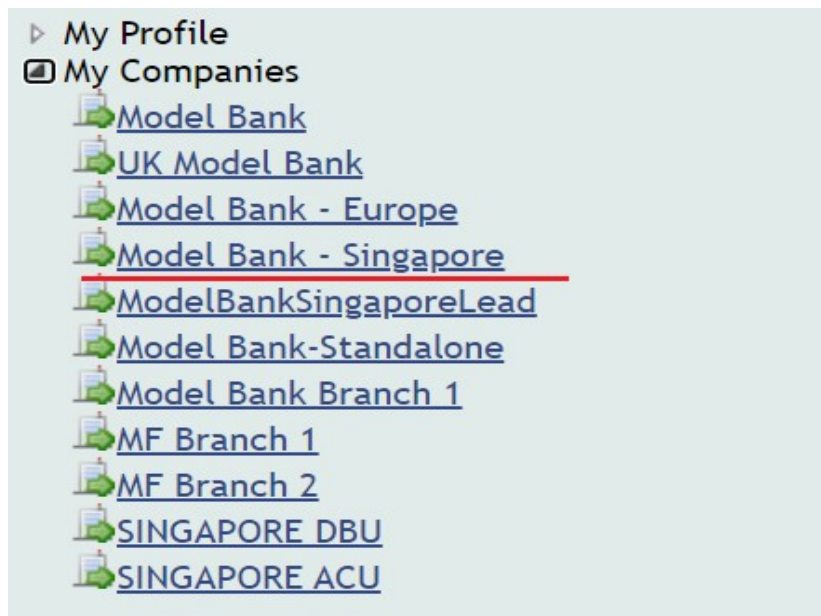 My Profile
My Companies
Model Bank
UK Model Bank
Model Bank - Europe
Model Bank - Singapore
ModelBankSingaporeLead
Model Bank-Standalone
Model Bank Branch 1
MF Branch 1
MF Branch 2
SINGAPORE DBU
SINGAPORE ACU